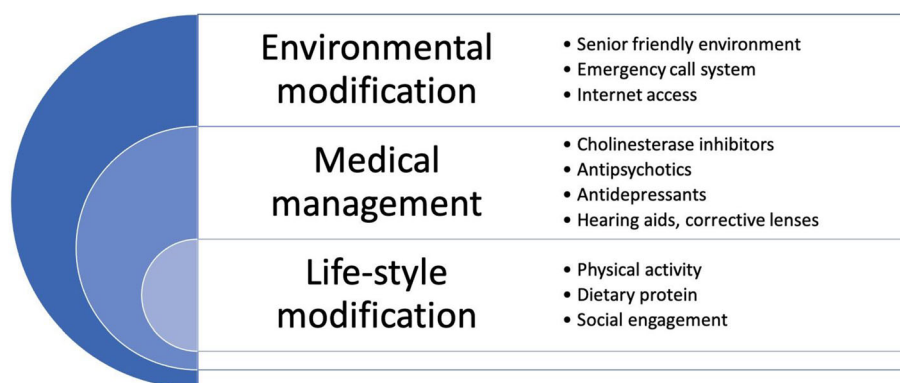 Environmental
modification
• Senior friendly environment
• Emergency call system
• Internet access
Medical
management
• Cholinesterase inhibitors
• Antipsychotics
• Antidepressants
• Hearing aids, corrective lenses
Life-style
modification
• Physical activity
• Dietary protein
• Social engagement